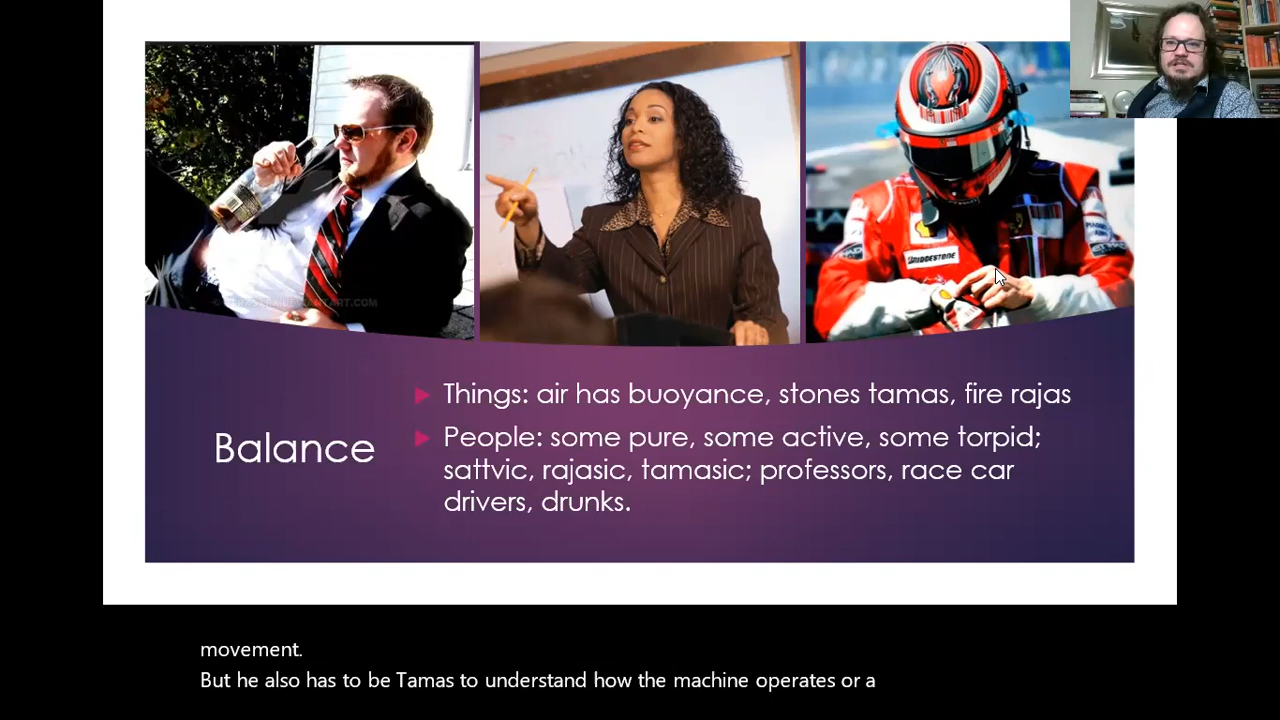 BRIDGESTONE
Balance
Things: air has buoyance, stones tamas, fire rajas
People: some pure, some active, some torpid;
sattvic, rajasic, tamasic; professors, race car
drivers, drunks.
movement.
But he also has to be Tamas to understand how the machine operates or a